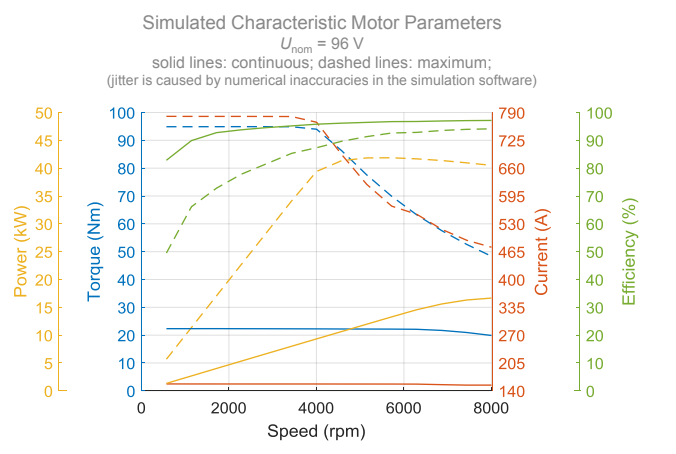 Simulated Characteristic Motor Parameters
Unom = 96 V
solid lines: continuous; dashed lines: maximum;
(jitter is caused by numerical inaccuracies in the simulation software)
50 100 790 100
45 90 725 90
40 80 660 80
35 70 595 70
30 60 530 60
25 50 465 50
20 40 400 40
15 30 335 30
10 20 270 20
5 10 205 10
0 0 140 0
Power (kW)
Torque (Nm)
Current (A)
Efficiency (%)
0 2000 4000 6000 8000
Speed (rpm)